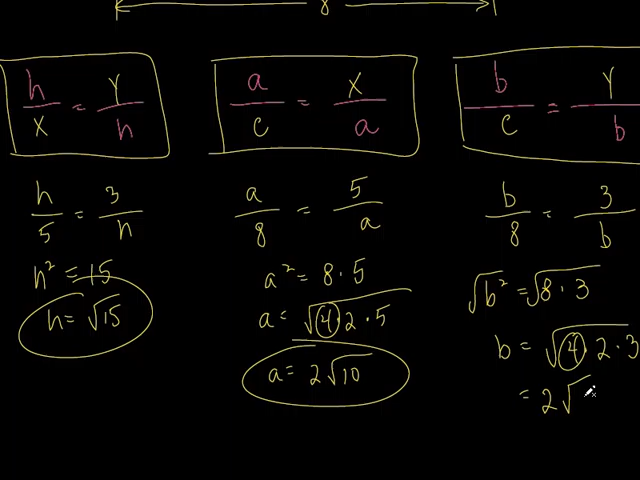 8
h/x = y/h
a/c = x/a
b/c = y/b
h/5 = 3/h
a/8 = 5/a
b/8 = 3/b
h² = 15
a² = 8 · 5
√b² = √8 · 3
h = √15
a = √4 · 2 · 5
b = √4 · 2 · 3
a = 2√10
= 2√